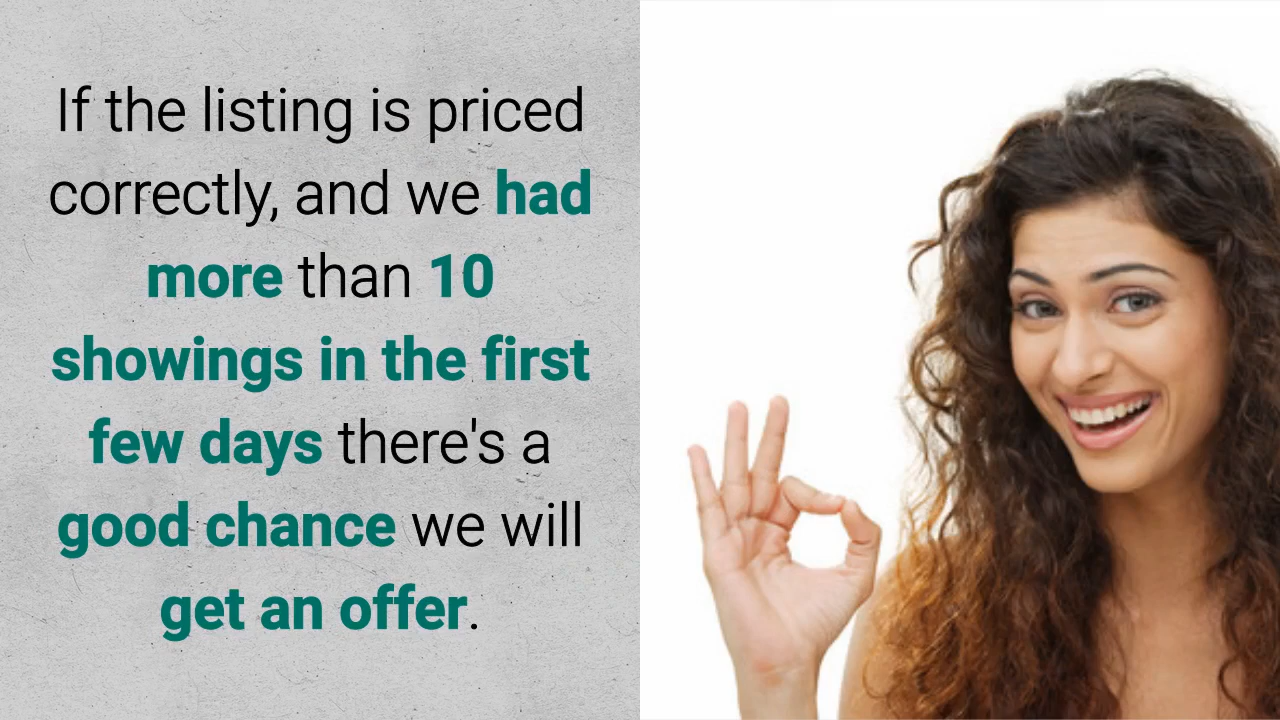 If the listing is priced
correctly, and we had
more than 10
showings in the first
few days there's a
good chance we will
get an offer.